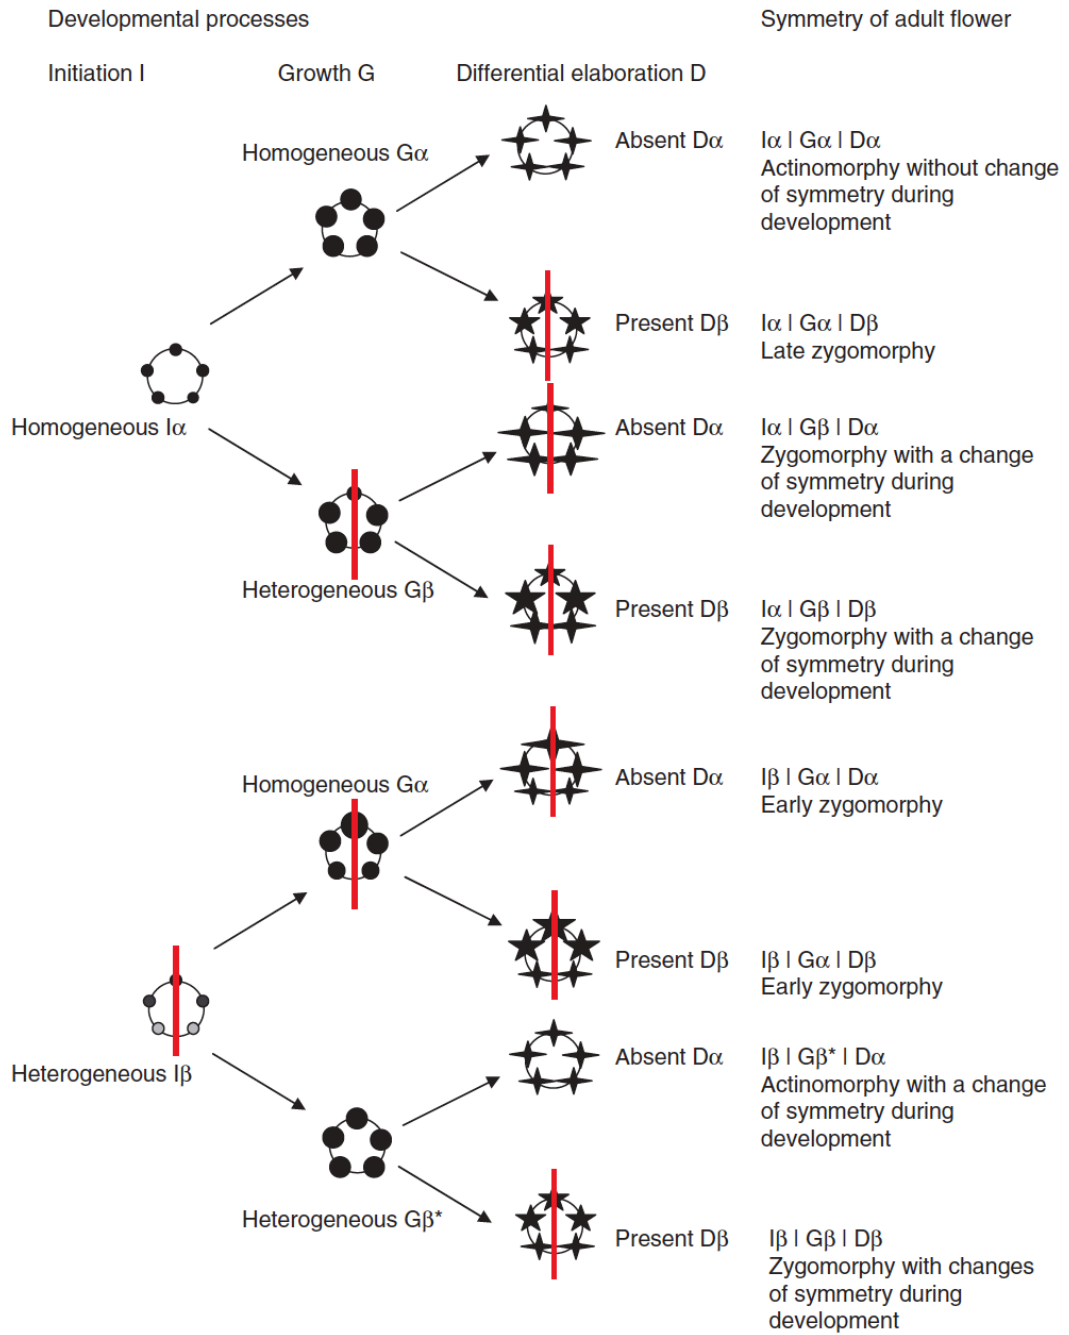 Developmental processes
Symmetry of adult flower
Initiation I
Growth G
Differential elaboration D
Homogeneous Iα
Homogeneous Gα
Absent Dα
Iα | Gα | Dα
Actinomorphy without change
of symmetry during
development
Present Dβ
Iα | Gα | Dβ
Late zygomorphy
Heterogeneous Gβ
Absent Dα
Iα | Gβ | Dα
Zygomorphy with a change
of symmetry during
development
Present Dβ
Iα | Gβ | Dβ
Zygomorphy with a change
of symmetry during
development
Heterogeneous Iβ
Homogeneous Gα
Absent Dα
Iβ | Gα | Dα
Early zygomorphy
Present Dβ
Iβ | Gα | Dβ
Early zygomorphy
Heterogeneous Gβ*
Absent Dα
Iβ | Gβ* | Dα
Actinomorphy with a change
of symmetry during
development
Present Dβ
Iβ | Gβ | Dβ
Zygomorphy with changes
of symmetry during
development